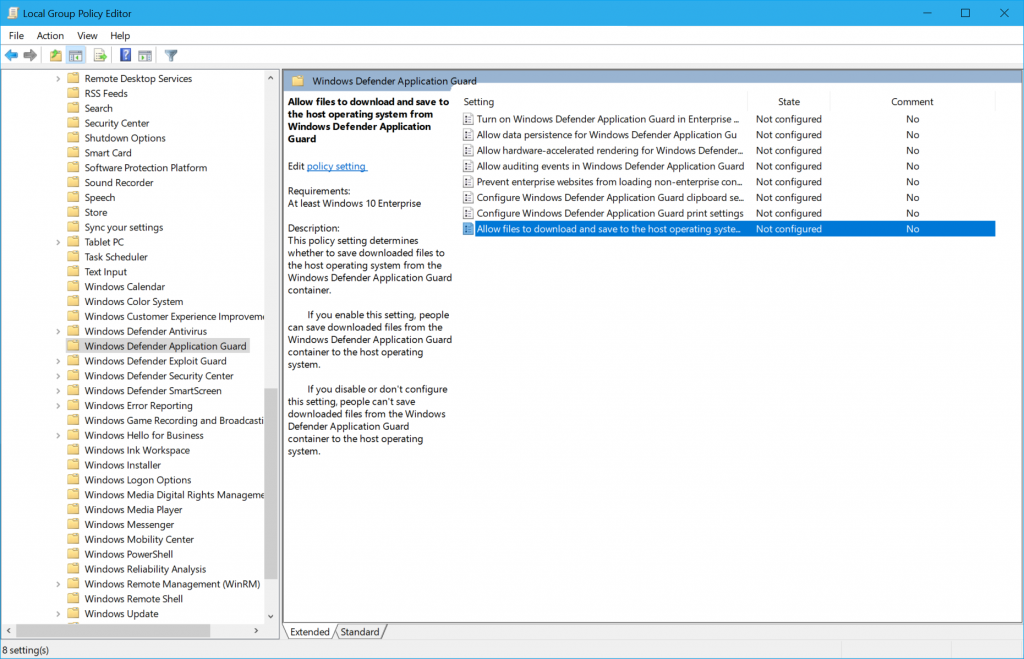 Local Group Policy Editor
File Action View Help
Remote Desktop Services
RSS Feeds
Search
Security Center
Shutdown Options
Smart Card
Software Protection Platform
Sound Recorder
Speech
Store
Sync your settings
Tablet PC
Task Scheduler
Text Input
Windows Calendar
Windows Color System
Windows Customer Experience Improveme
Windows Defender Antivirus
Windows Defender Application Guard
Windows Defender Exploit Guard
Windows Defender Security Center
Windows Defender SmartScreen
Windows Error Reporting
Windows Game Recording and Broadcasti
Windows Hello for Business
Windows Ink Workspace
Windows Installer
Windows Logon Options
Windows Media Digital Rights Manageme
Windows Media Player
Windows Messenger
Windows Mobility Center
Windows PowerShell
Windows Reliability Analysis
Windows Remote Management (WinRM)
Windows Remote Shell
Windows Update
Windows Defender Application Guard
Allow files to download and save to
the host operating system from
Windows Defender Application
Guard
Edit policy setting
Requirements:
At least Windows 10 Enterprise
Description:
This policy setting determines
whether to save downloaded files to
the host operating system from the
Windows Defender Application Guard
container.
If you enable this setting, people
can save downloaded files from the
Windows Defender Application Guard
container to the host operating
system.
If you disable or don't configure
this setting, people can't save
downloaded files from the Windows
Defender Application Guard
container to the host operating
system.
Setting State Comment
Turn on Windows Defender Application Guard in Enterprise ... Not configured No
Allow data persistence for Windows Defender Application Gu Not configured No
Allow hardware-accelerated rendering for Windows Defender... Not configured No
Allow auditing events in Windows Defender Application Guard Not configured No
Prevent enterprise websites from loading non-enterprise con... Not configured No
Configure Windows Defender Application Guard clipboard se... Not configured No
Configure Windows Defender Application Guard print settings Not configured No
Allow files to download and save to the host operating syste... Not configured No
Extended Standard
8 setting(s)